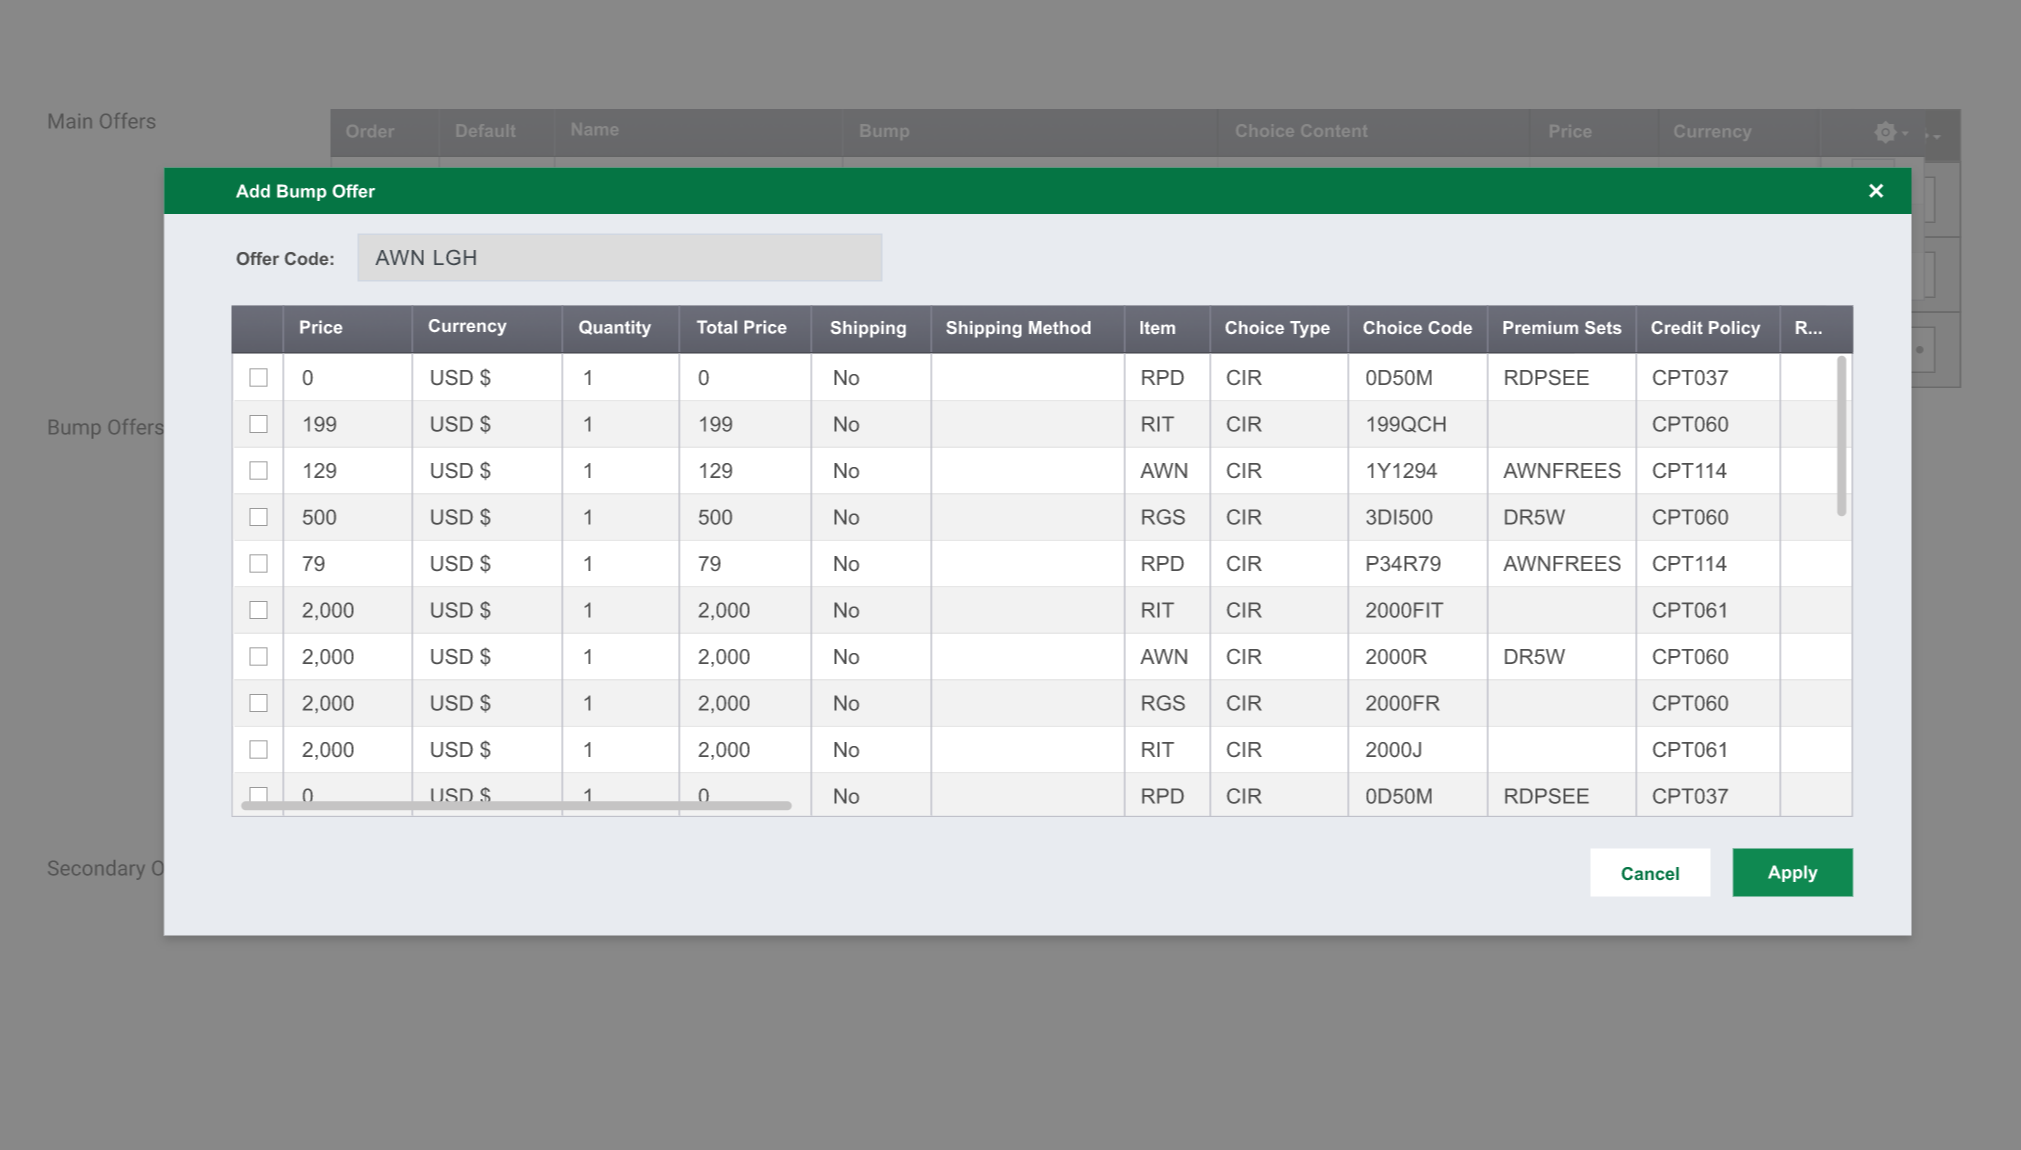 Main Offers
Order Default Name Bump Choice Content Price Currency
Add Bump Offer
Offer Code: AWN LGH
Price Currency Quantity Total Price Shipping Shipping Method Item Choice Type Choice Code Premium Sets Credit Policy R...
0 USD $ 1 0 No RPD CIR 0D50M RDPSEE CPT037
199 USD $ 1 199 No RIT CIR 199QCH CPT060
Bump Offers
129 USD $ 1 129 No AWN CIR 1Y1294 AWNFREES CPT114
500 USD $ 1 500 No RGS CIR 3DI500 DR5W CPT060
79 USD $ 1 79 No RPD CIR P34R79 AWNFREES CPT114
2,000 USD $ 1 2,000 No RIT CIR 2000FIT CPT061
2,000 USD $ 1 2,000 No AWN CIR 2000R DR5W CPT060
2,000 USD $ 1 2,000 No RGS CIR 2000FR CPT060
2,000 USD $ 1 2,000 No RIT CIR 2000J CPT061
0 USD $ 1 0 No RPD CIR 0D50M RDPSEE CPT037
Secondary O
Cancel Apply